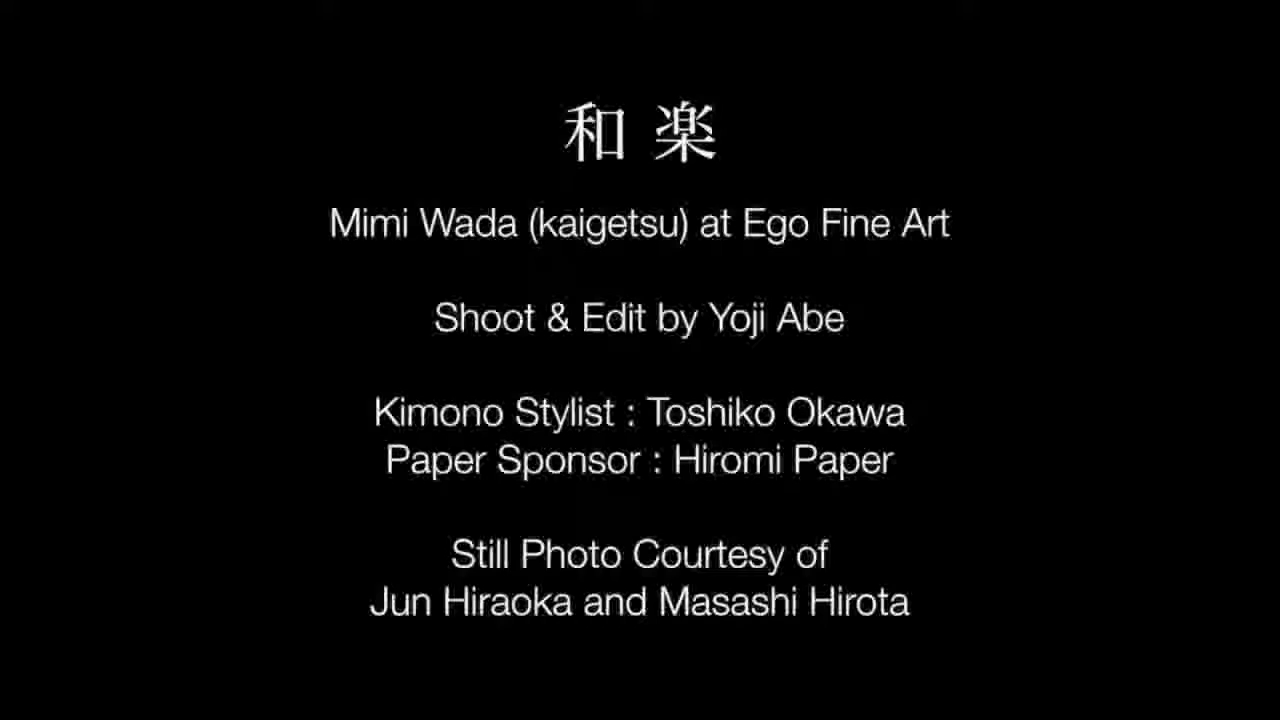 和 楽
Mimi Wada (kaigetsu) at Ego Fine Art
Shoot & Edit by Yoji Abe
Kimono Stylist : Toshiko Okawa
Paper Sponsor : Hiromi Paper
Still Photo Courtesy of
Jun Hiraoka and Masashi Hirota